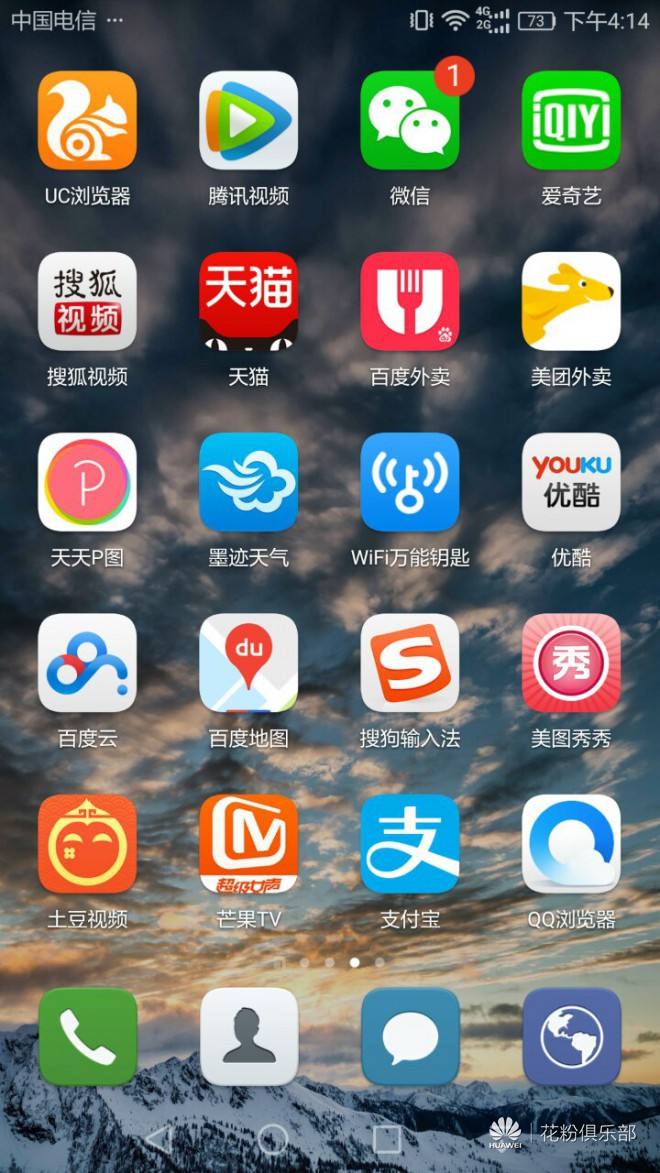 中国电信 ··· 4G 2G 73 下午4:14
1
iQIYI
UC浏览器 腾讯视频 微信 爱奇艺
搜狐 天猫
视频
搜狐视频 天猫 百度外卖 美团外卖
P YOUKU
优酷
天天P图 墨迹天气 WiFi万能钥匙 优酷
du S 秀
百度云 百度地图 搜狗输入法 美图秀秀
支
超级女声
土豆视频 芒果TV 支付宝 QQ浏览器
HUAWEI 花粉俱乐部